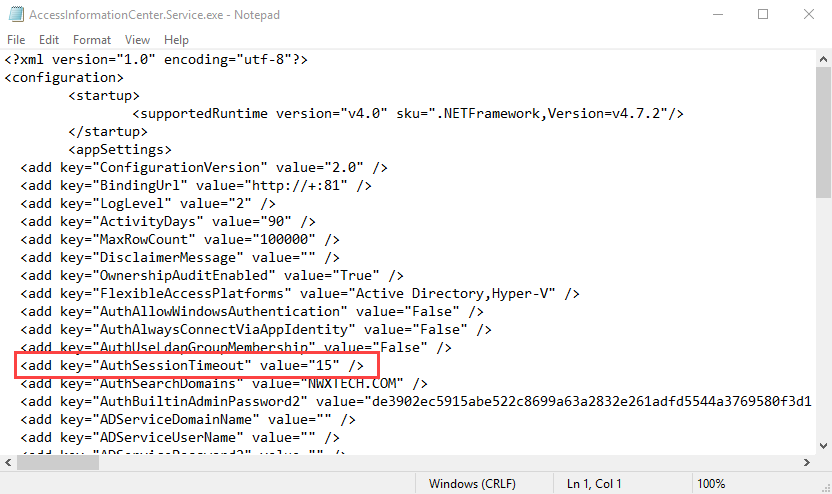 AccessInformationCenter.Service.exe - Notepad
File Edit Format View Help
<?xml version="1.0" encoding="utf-8"?>
<configuration>
<startup>
<supportedRuntime version="v4.0" sku=".NETFramework,Version=v4.7.2"/>
</startup>
<appSettings>
<add key="ConfigurationVersion" value="2.0" />
<add key="BindingUrl" value="http://+:81" />
<add key="LogLevel" value="2" />
<add key="ActivityDays" value="90" />
<add key="MaxRowCount" value="100000" />
<add key="DisclaimerMessage" value="" />
<add key="OwnershipAuditEnabled" value="True" />
<add key="FlexibleAccessPlatforms" value="Active Directory,Hyper-V" />
<add key="AuthAllowWindowsAuthentication" value="False" />
<add key="AuthAlwaysConnectViaAppIdentity" value="False" />
<add key="AuthUseLdapGroupMembership" value="False" />
<add key="AuthSessionTimeout" value="15" />
<add key="AuthSearchDomains" value="NWXTECH.COM" />
<add key="AuthBuiltinAdminPassword2" value="de3902ec5915abe522c8699a63a2832e261adfd5544a3769580f3d1
<add key="ADServiceDomainName" value="" />
<add key="ADServiceUserName" value="" />
<add key="ADServicePassword2" value="" />
Windows (CRLF) Ln 1, Col 1 100%